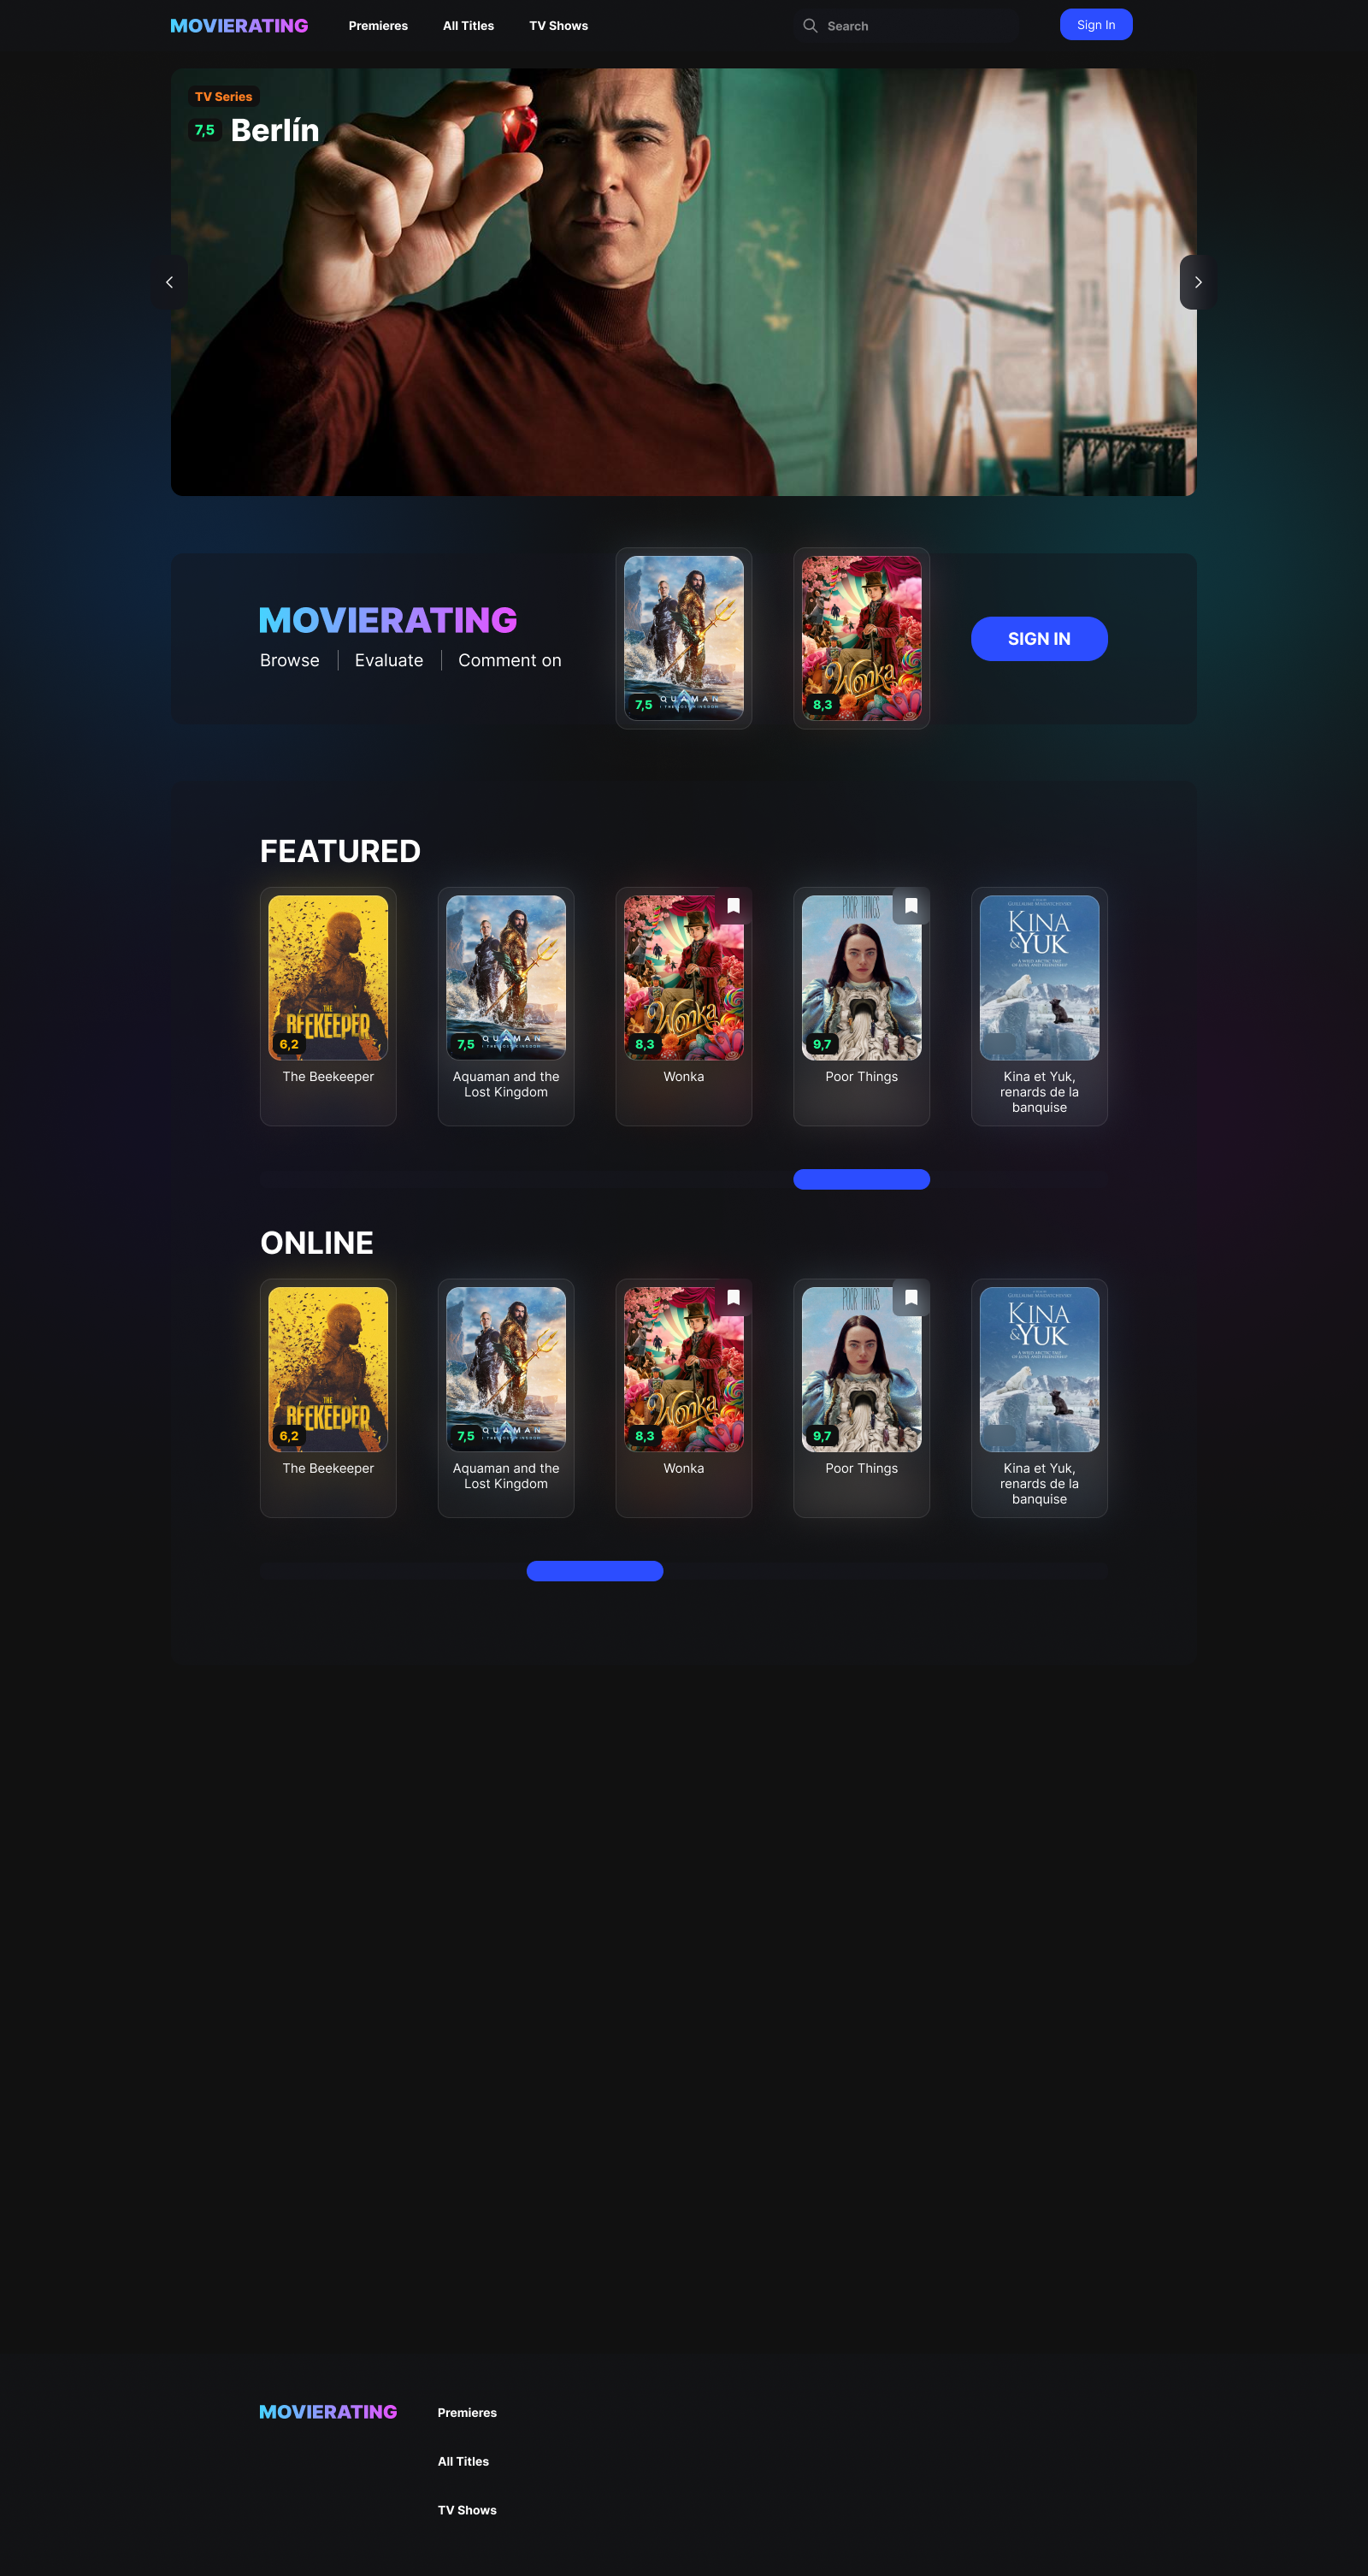 MOVIERATING
Premieres
All Titles
TV Shows
Search
Sign In
TV Series
7,5
Berlín
MOVIERATING
Browse
Evaluate
Comment on
7,5
QUAMAN
8,3
Wonka
SIGN IN
FEATURED
THE
BEEKEEPER
6,2
The Beekeeper
QUAMAN
7,5
Aquaman and the
Lost Kingdom
Wonka
8,3
Wonka
POOR THINGS
9,7
Poor Things
KINA
&YUK
Kina et Yuk,
renards de la
banquise
ONLINE
THE
BEEKEEPER
6,2
The Beekeeper
QUAMAN
7,5
Aquaman and the
Lost Kingdom
Wonka
8,3
Wonka
POOR THINGS
9,7
Poor Things
KINA
&YUK
Kina et Yuk,
renards de la
banquise
MOVIERATING
Premieres
All Titles
TV Shows